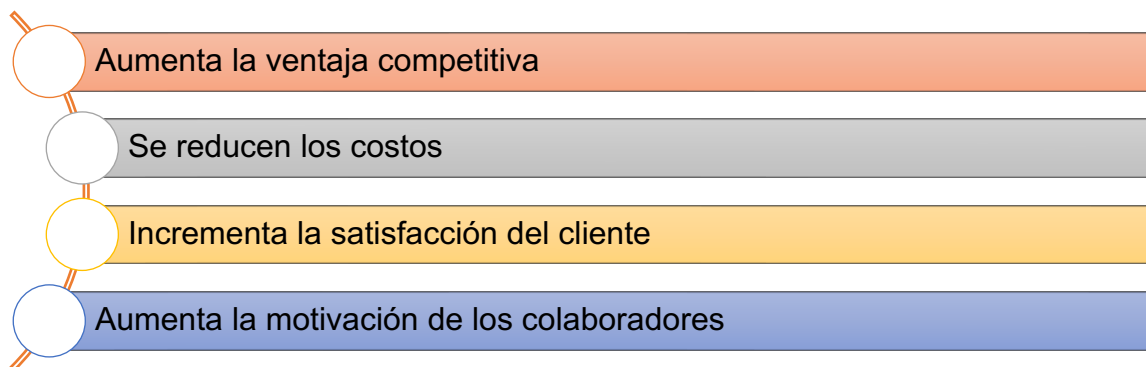 Aumenta la ventaja competitiva
Se reducen los costos
Incrementa la satisfacción del cliente
Aumenta la motivación de los colaboradores